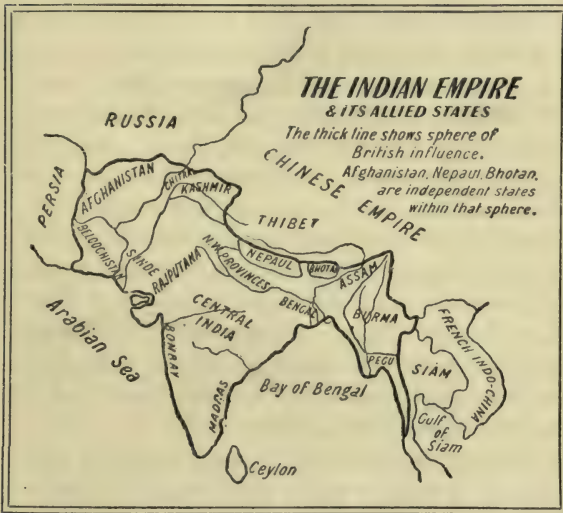 THE INDIAN EMPIRE
& ITS ALLIED STATES
The thick line shows sphere of
British influence.
Afghanistan, Nepaul, Bhotan,
are independent states
within that sphere.
RUSSIA
CHINESE EMPIRE
PERSIA
AFGHANISTAN
CHITRAL
KASHMIR
THIBET
BELOOCHISTAN
SINDE
RAJPUTANA
N.W. PROVINCES
NEPAUL
BHOTAN
ASSAM
BENGAL
CENTRAL
INDIA
BURMA
PEGU
FRENCH INDO-CHINA
SIAM
Arabian Sea
BOMBAY
MADRAS
Bay of Bengal
Gulf
of
Siam
Ceylon